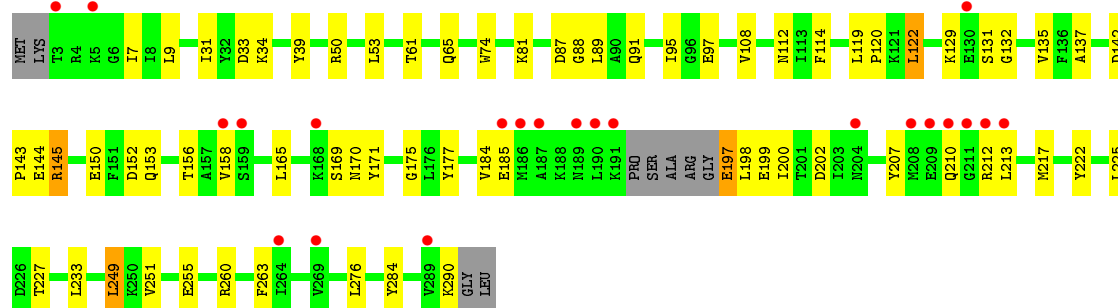 MET LYS T3 R4 K5 G6 I7 I8 L9 I31 Y32 D33 K34 Y39 R50 L53 T61 Q65 W74 K81 D87 G88 L89 A90 Q91 I95 G96 E97 V108 N112 I113 F114 L119 P120 K121 L122 K129 E130 S131 G132 V135 F136 A137 D142
P143 E144 R145 E150 F151 D152 Q153 T156 A157 V158 S159 L165 K168 S169 N170 Y171 G175 L176 Y177 V184 E185 M186 A187 K188 N189 L190 K191 PRO SER ALA ARG GLY E197 L198 E199 I200 T201 D202 I203 N204 Y207 M208 E209 Q210 G211 R212 L213 M217 Y222 L225
D226 T227 L233 L249 K250 V251 E255 R260 F263 I264 V269 L276 Y284 V289 K290 GLY LEU